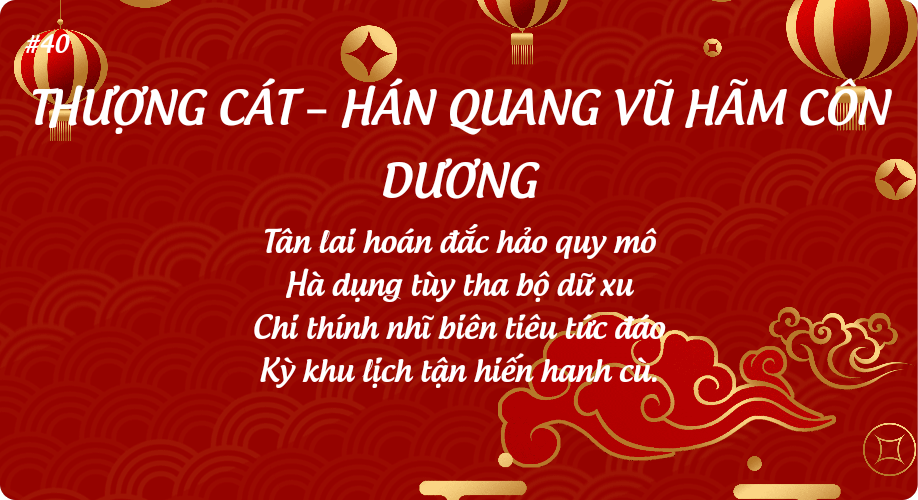 #40
THƯỢNG CÁT – HÁN QUANG VŨ HÃM CÔN
DƯƠNG
Tân lai hoán đắc hảo quy mô
Hà dụng tùy tha bộ dữ xu
Chi thính nhĩ biên tiêu tức đáo
Kỳ khu lịch tận hiến hanh cù.